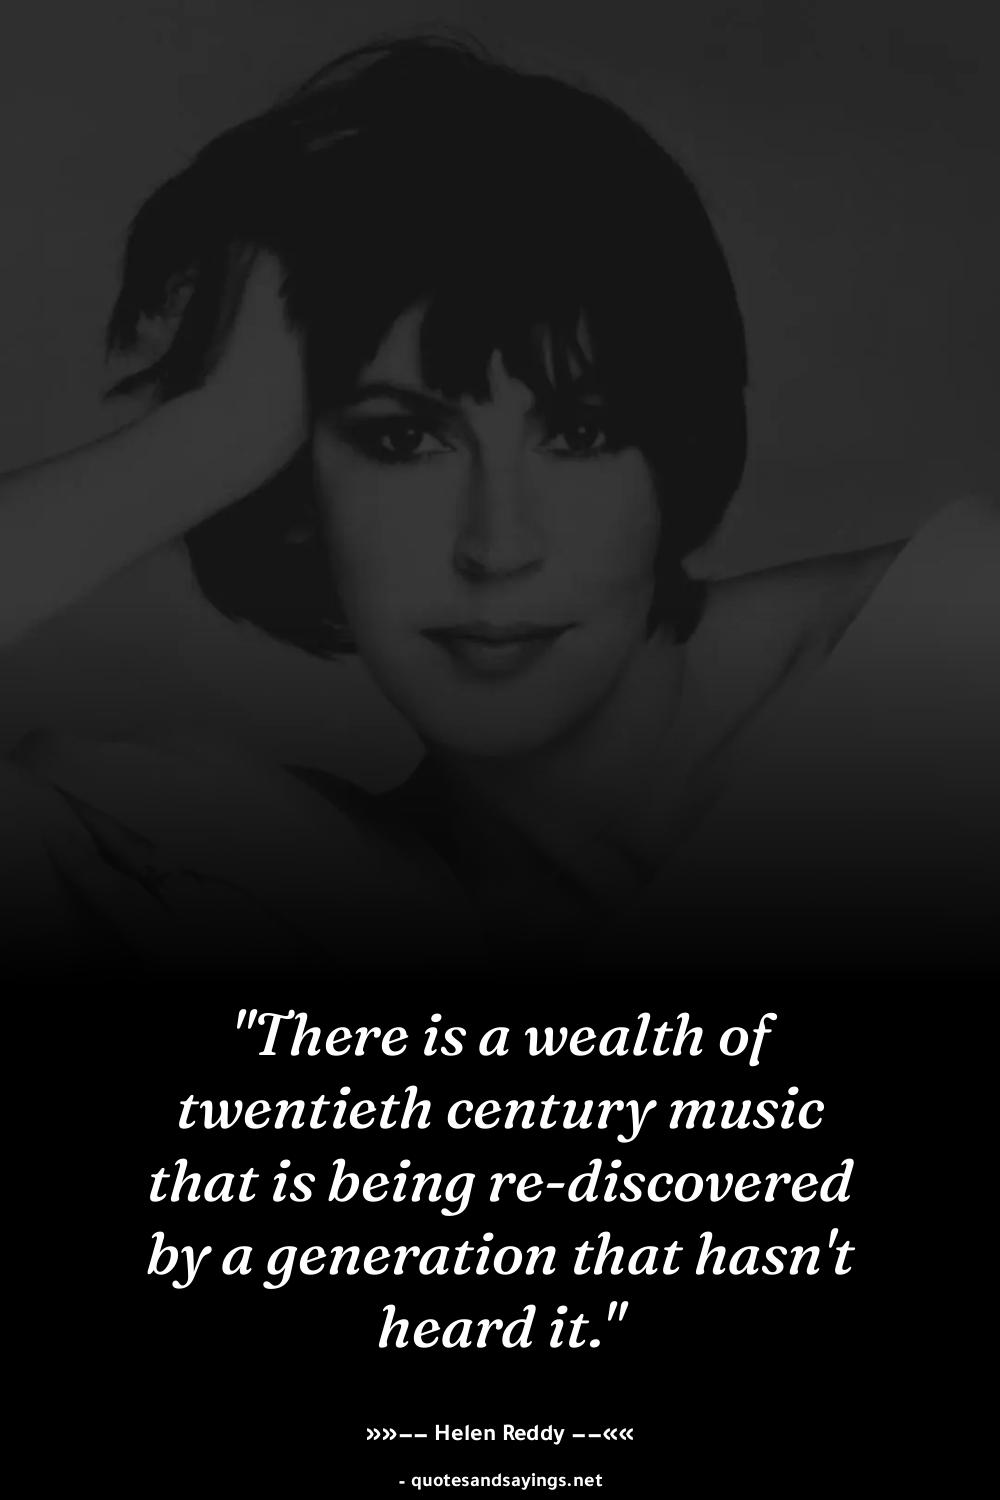 "There is a wealth of
twentieth century music
that is being re-discovered
by a generation that hasn't
heard it."
»»–– Helen Reddy ––««
- quotesandsayings.net